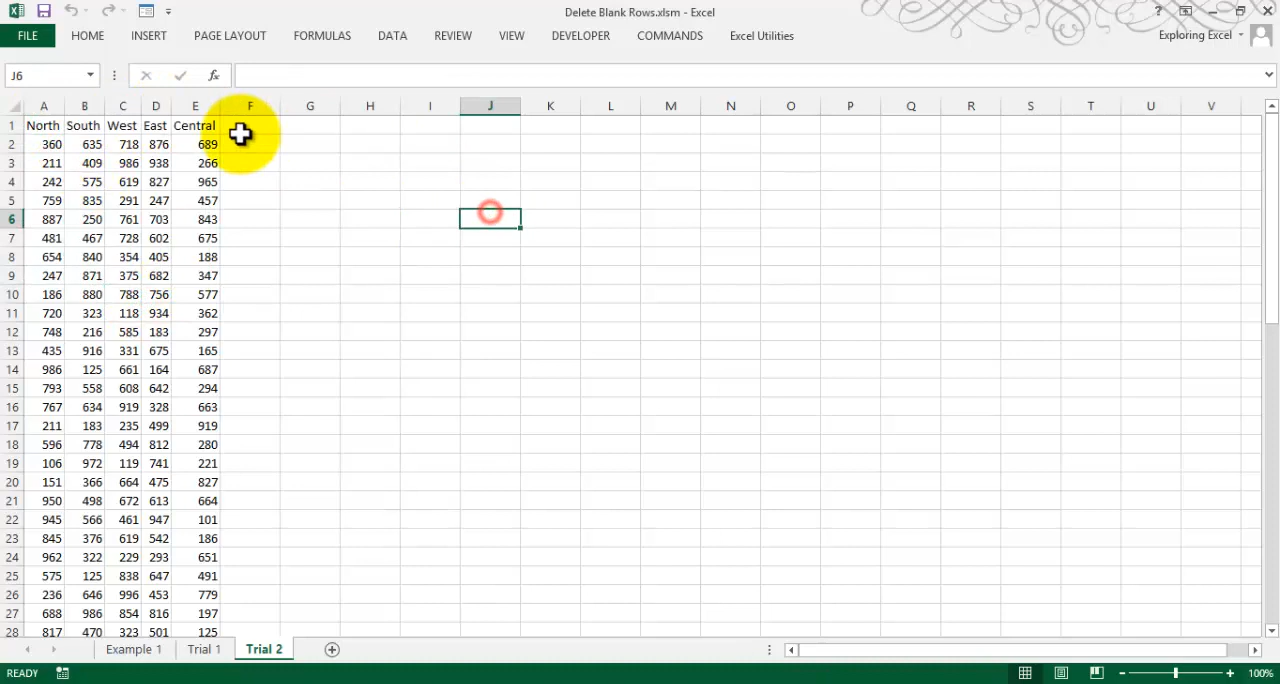 Delete Blank Rows.xlsm - Excel
?
FILE HOME INSERT PAGE LAYOUT FORMULAS DATA REVIEW VIEW DEVELOPER COMMANDS Excel Utilities Exploring Excel
J6 fx
A B C D E F G H I J K L M N O P Q R S T U V
1 North South West East Central
2 360 635 718 876 689
3 211 409 986 938 266
4 242 575 619 827 965
5 759 835 291 247 457
6 887 250 761 703 843
7 481 467 728 602 675
8 654 840 354 405 188
9 247 871 375 682 347
10 186 880 788 756 577
11 720 323 118 934 362
12 748 216 585 183 297
13 435 916 331 675 165
14 986 125 661 164 687
15 793 558 608 642 294
16 767 634 919 328 663
17 211 183 235 499 919
18 596 778 494 812 280
19 106 972 119 741 221
20 151 366 664 475 827
21 950 498 672 613 664
22 945 566 461 947 101
23 845 376 619 542 186
24 962 322 229 293 651
25 575 125 838 647 491
26 236 646 996 453 779
27 688 986 854 816 197
28 817 470 323 501 125
Example 1 Trial 1 Trial 2
READY 100%